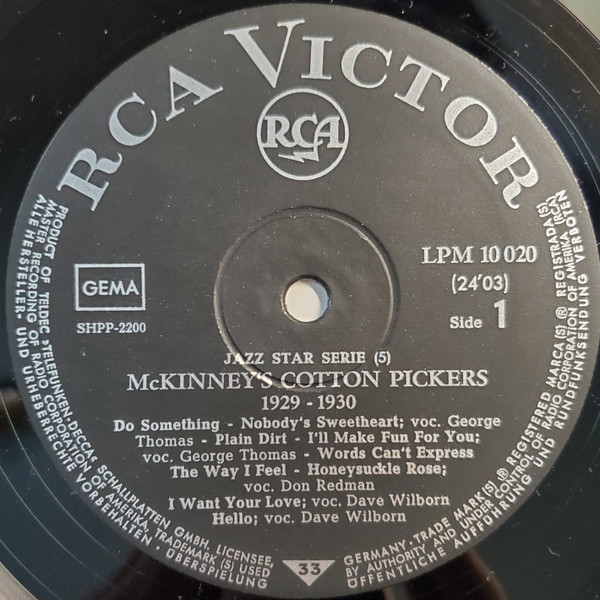 RCA VICTOR
RCA
LPM 10 020
(24'03)
Side 1
GEMA
SHPP-2200
JAZZ STAR SERIE (5)
McKINNEY'S COTTON PICKERS
1929 - 1930
Do Something - Nobody's Sweetheart; voc. George
Thomas - Plain Dirt - I'll Make Fun For You;
voc. George Thomas - Words Can't Express
The Way I Feel - Honeysuckle Rose;
voc. Don Redman
I Want Your Love; voc. Dave Wilborn
Hello; voc. Dave Wilborn
33
PRODUCT OF TELDEC »TELEFUNKEN-DECCA« SCHALLPLATTEN GMBH, LICENSEE,
MASTER RECORDING OF RADIO CORPORATION OF AMERICA, TRADEMARK (S) USED
ALLE HERSTELLER- UND URHEBERRECHTE VORBEHALTEN · ÜBERSPIELUNG
GERMANY · TRADE MARK(S) ® REGISTERED MARCA (S) ® REGISTRADA (S)
BY AUTHORITY AND UNDER CONTROL OF RADIO CORPORATION OF AMERIKA (RCA)
ÖFFENTLICHE AUFFÜHRUNG UND RUNDFUNKSENDUNG VERBOTEN